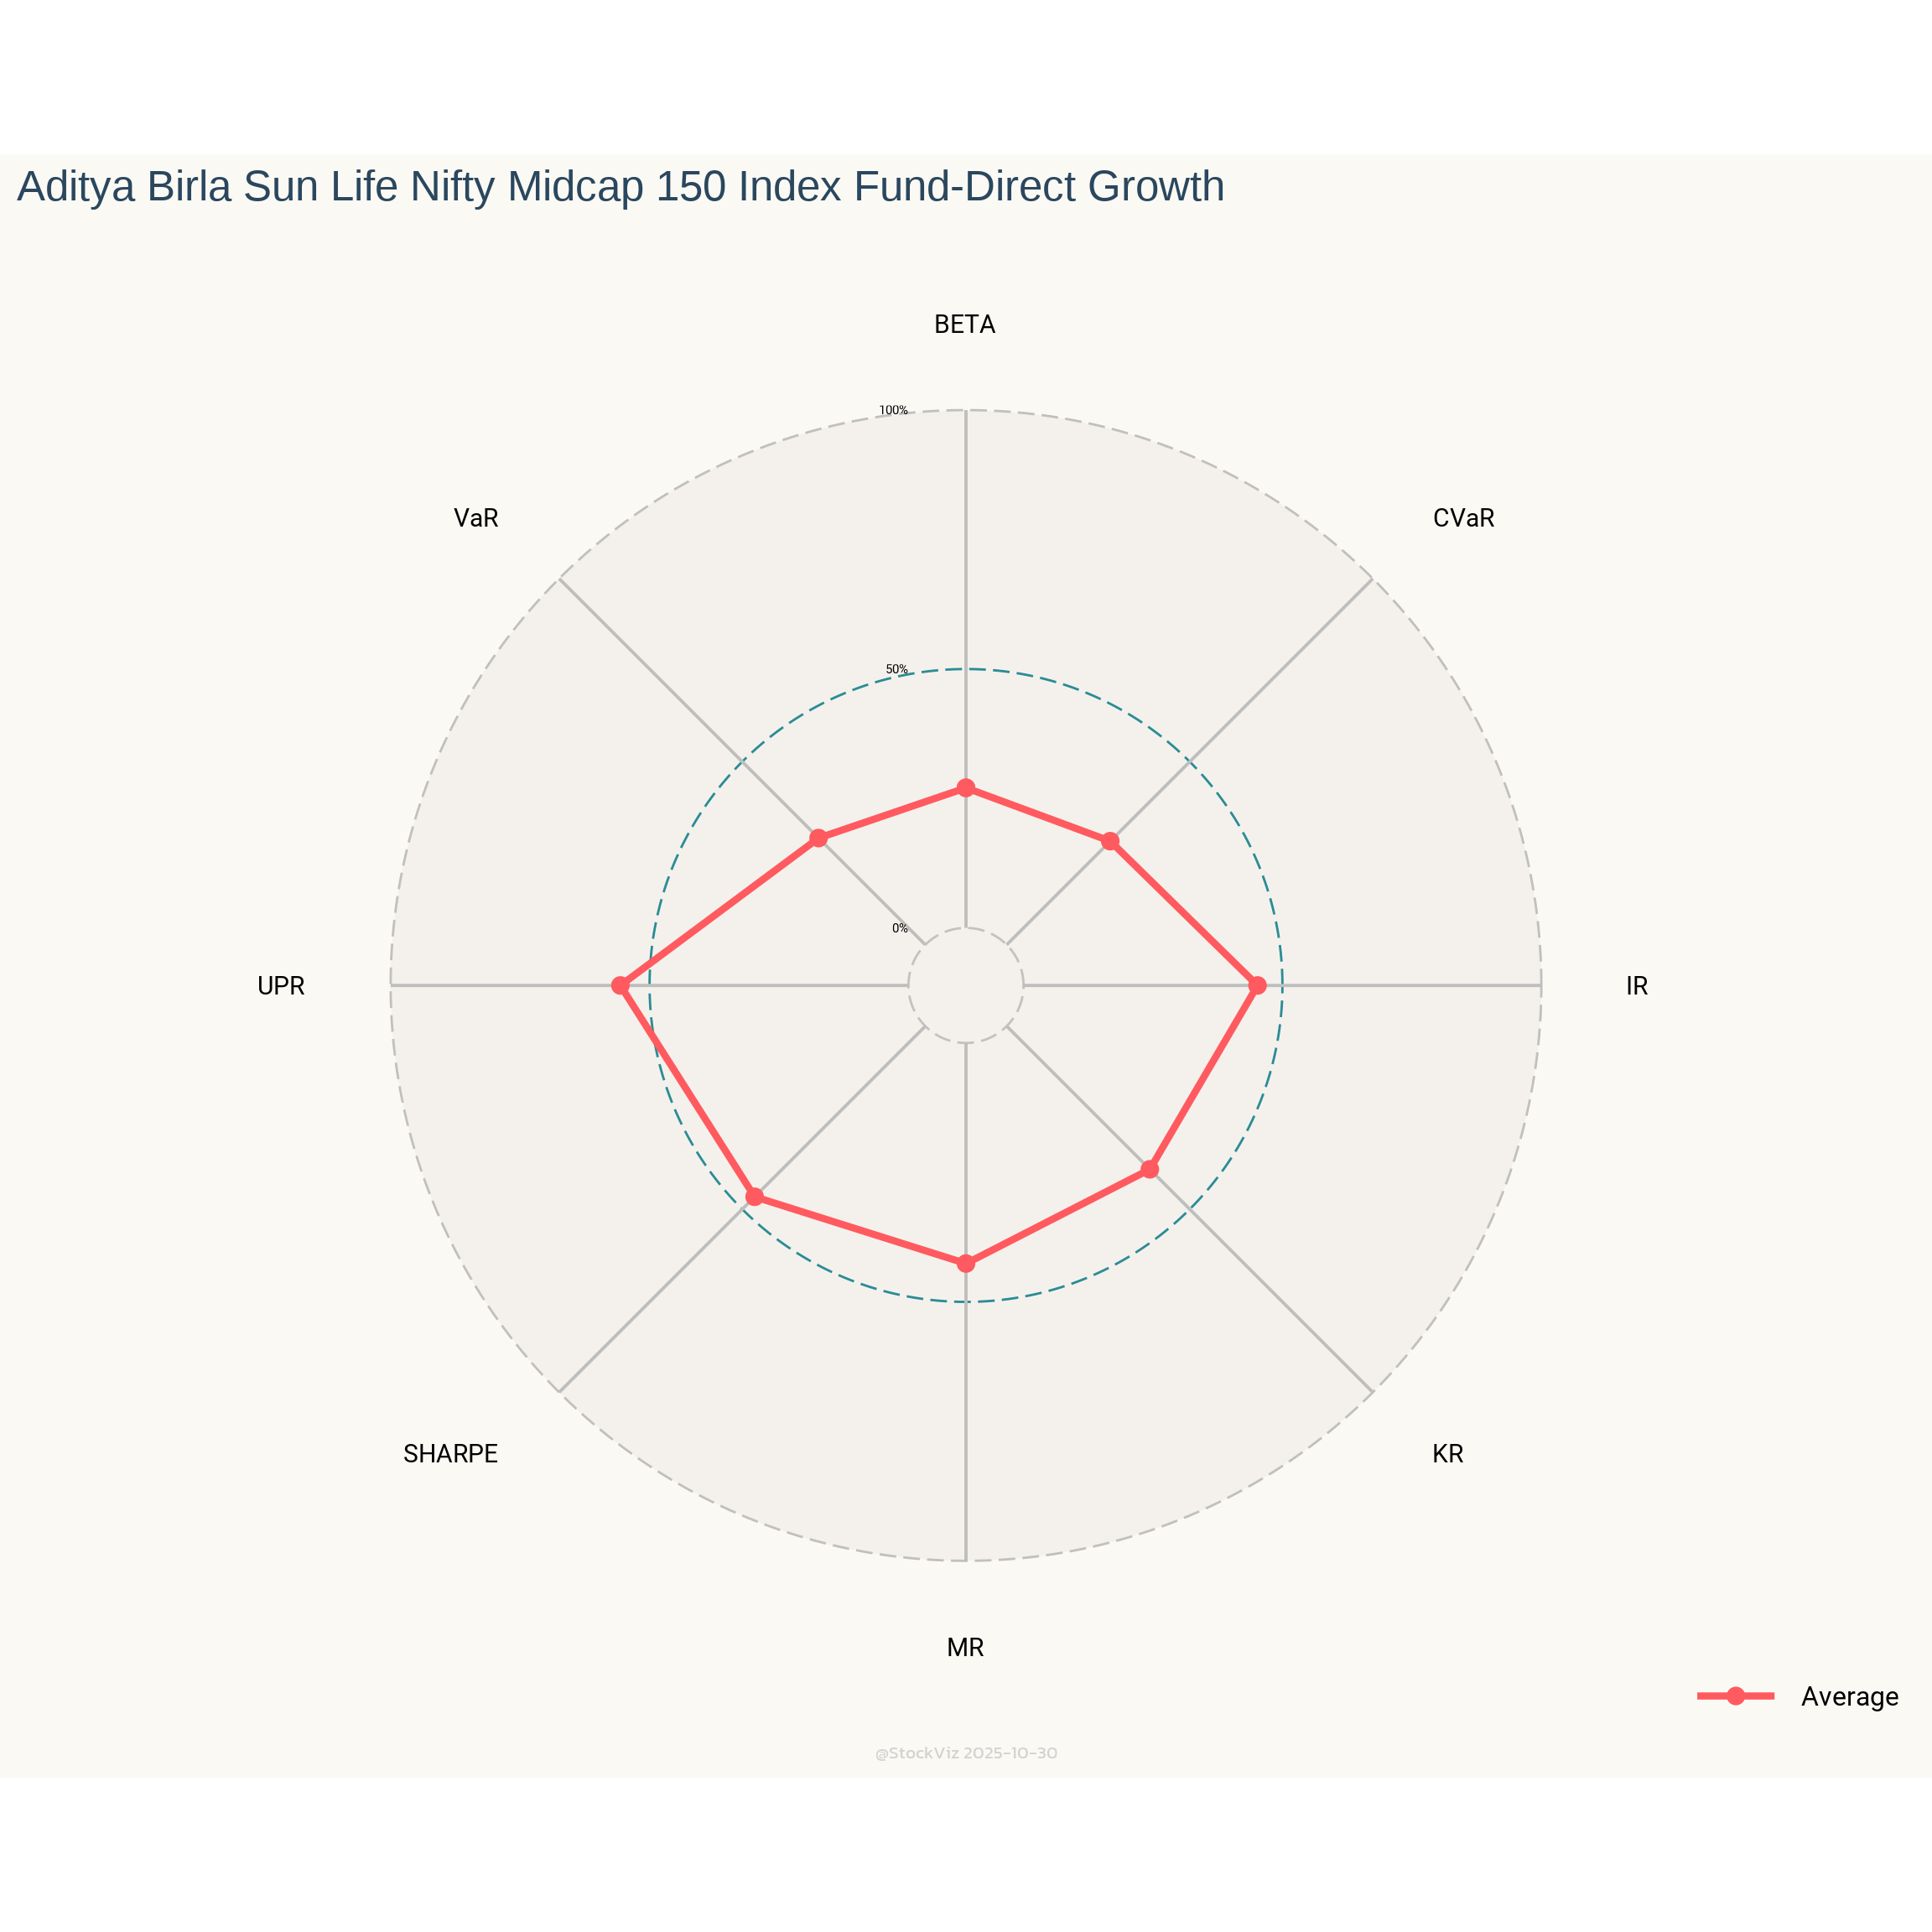 Aditya Birla Sun Life Nifty Midcap 150 Index Fund-Direct Growth
BETA
100%
VaR
CVaR
50%
0%
UPR
IR
SHARPE
KR
MR
Average
@StockViz 2025-10-30